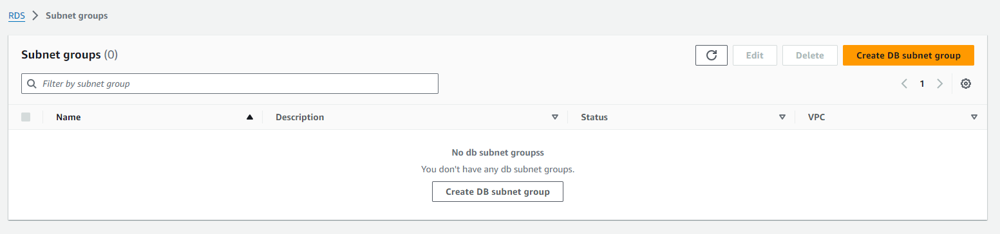 RDS Subnet groups
Subnet groups (0) Edit Delete Create DB subnet group
Filter by subnet group 1
Name Description Status VPC
No db subnet groupss
You don't have any db subnet groups.
Create DB subnet group